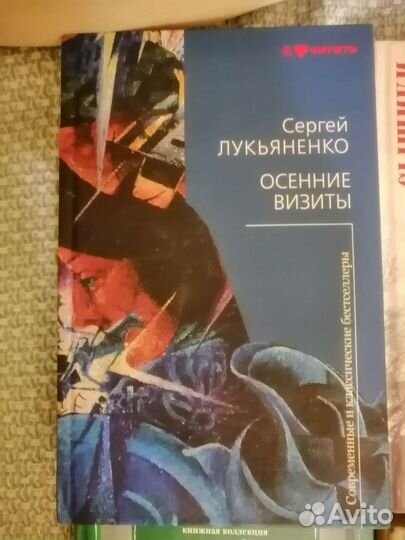 читать
Сергей
ЛУКЬЯНЕНКО
ОСЕННИЕ
ВИЗИТЫ
Современные и классические бестселлеры
книжная коллекция
Avito